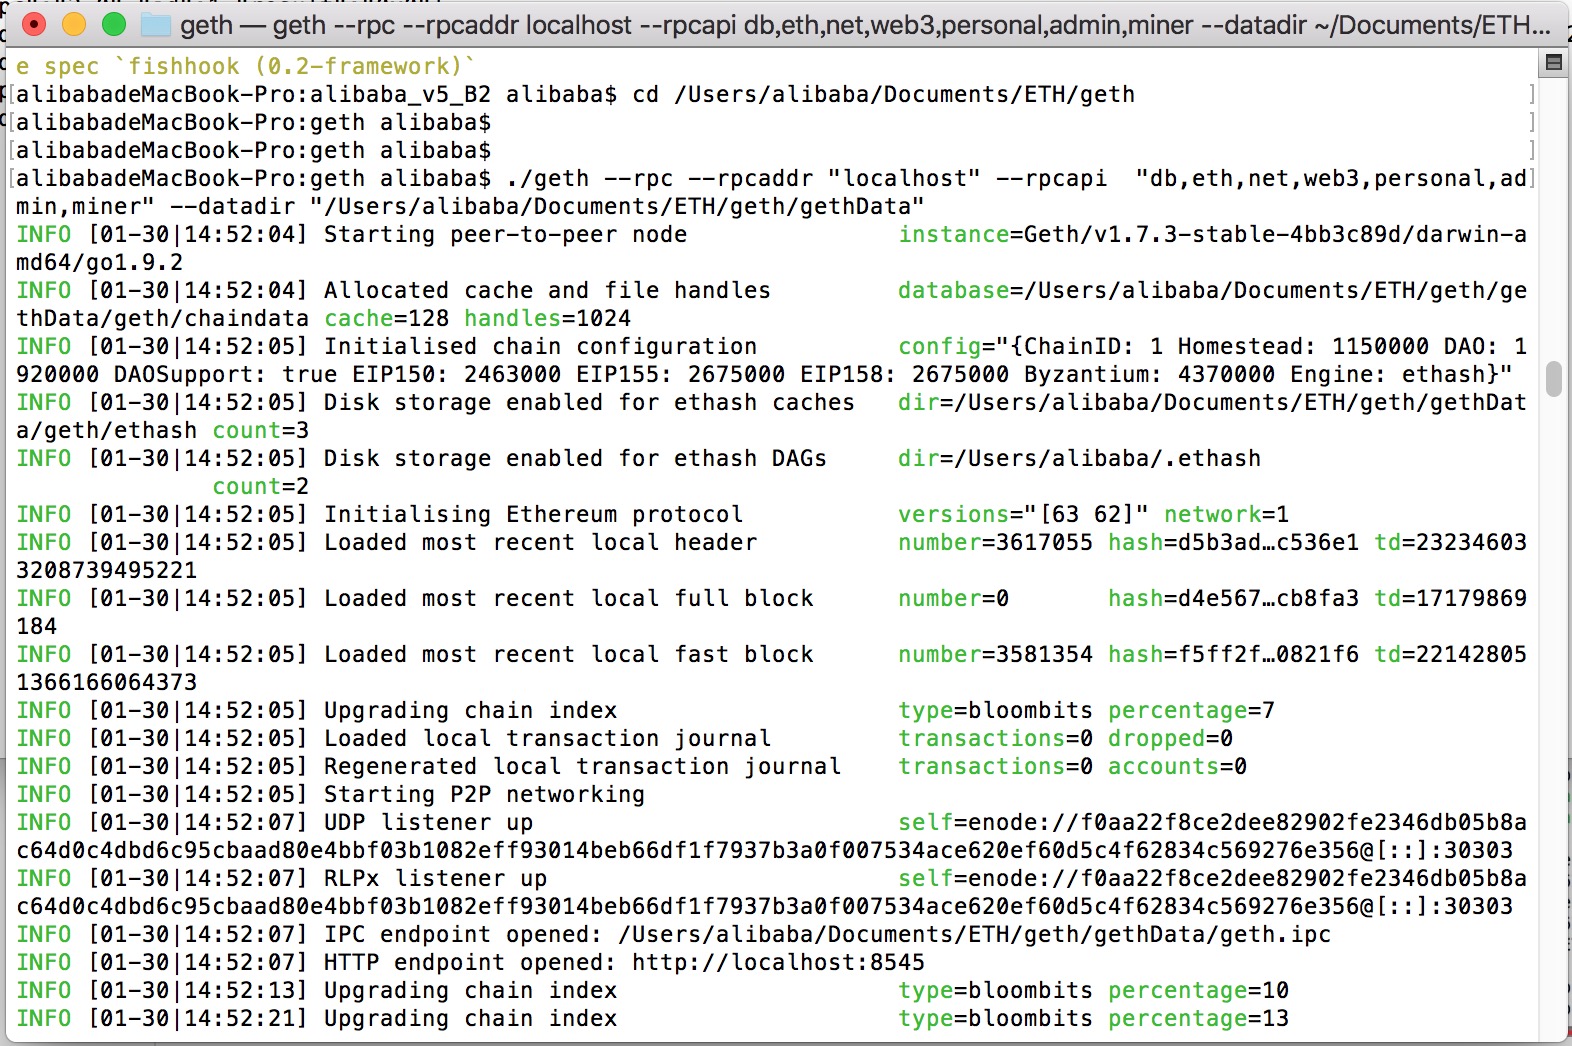 geth — geth --rpc --rpcaddr localhost --rpcapi db,eth,net,web3,personal,admin,miner --datadir ~/Documents/ETH...
e spec `fishhook (0.2-framework)`
[alibabadeMacBook-Pro:alibaba_v5_B2 alibaba$ cd /Users/alibaba/Documents/ETH/geth ]
[alibabadeMacBook-Pro:geth alibaba$ ]
[alibabadeMacBook-Pro:geth alibaba$ ]
[alibabadeMacBook-Pro:geth alibaba$ ./geth --rpc --rpcaddr "localhost" --rpcapi  "db,eth,net,web3,personal,ad]
min,miner" --datadir "/Users/alibaba/Documents/ETH/geth/gethData"
INFO [01-30|14:52:04] Starting peer-to-peer node               instance=Geth/v1.7.3-stable-4bb3c89d/darwin-a
md64/go1.9.2
INFO [01-30|14:52:04] Allocated cache and file handles         database=/Users/alibaba/Documents/ETH/geth/ge
thData/geth/chaindata cache=128 handles=1024
INFO [01-30|14:52:05] Initialised chain configuration          config="{ChainID: 1 Homestead: 1150000 DAO: 1
920000 DAOSupport: true EIP150: 2463000 EIP155: 2675000 EIP158: 2675000 Byzantium: 4370000 Engine: ethash}"
INFO [01-30|14:52:05] Disk storage enabled for ethash caches   dir=/Users/alibaba/Documents/ETH/geth/gethDat
a/geth/ethash count=3
INFO [01-30|14:52:05] Disk storage enabled for ethash DAGs     dir=/Users/alibaba/.ethash
              count=2
INFO [01-30|14:52:05] Initialising Ethereum protocol           versions="[63 62]" network=1
INFO [01-30|14:52:05] Loaded most recent local header          number=3617055 hash=d5b3ad…c536e1 td=23234603
3208739495221
INFO [01-30|14:52:05] Loaded most recent local full block      number=0       hash=d4e567…cb8fa3 td=17179869
184
INFO [01-30|14:52:05] Loaded most recent local fast block      number=3581354 hash=f5ff2f…0821f6 td=22142805
1366166064373
INFO [01-30|14:52:05] Upgrading chain index                    type=bloombits percentage=7
INFO [01-30|14:52:05] Loaded local transaction journal         transactions=0 dropped=0
INFO [01-30|14:52:05] Regenerated local transaction journal    transactions=0 accounts=0
INFO [01-30|14:52:05] Starting P2P networking
INFO [01-30|14:52:07] UDP listener up                          self=enode://f0aa22f8ce2dee82902fe2346db05b8a
c64d0c4dbd6c95cbaad80e4bbf03b1082eff93014beb66df1f7937b3a0f007534ace620ef60d5c4f62834c569276e356@[::]:30303
INFO [01-30|14:52:07] RLPx listener up                         self=enode://f0aa22f8ce2dee82902fe2346db05b8a
c64d0c4dbd6c95cbaad80e4bbf03b1082eff93014beb66df1f7937b3a0f007534ace620ef60d5c4f62834c569276e356@[::]:30303
INFO [01-30|14:52:07] IPC endpoint opened: /Users/alibaba/Documents/ETH/geth/gethData/geth.ipc
INFO [01-30|14:52:07] HTTP endpoint opened: http://localhost:8545
INFO [01-30|14:52:13] Upgrading chain index                    type=bloombits percentage=10
INFO [01-30|14:52:21] Upgrading chain index                    type=bloombits percentage=13